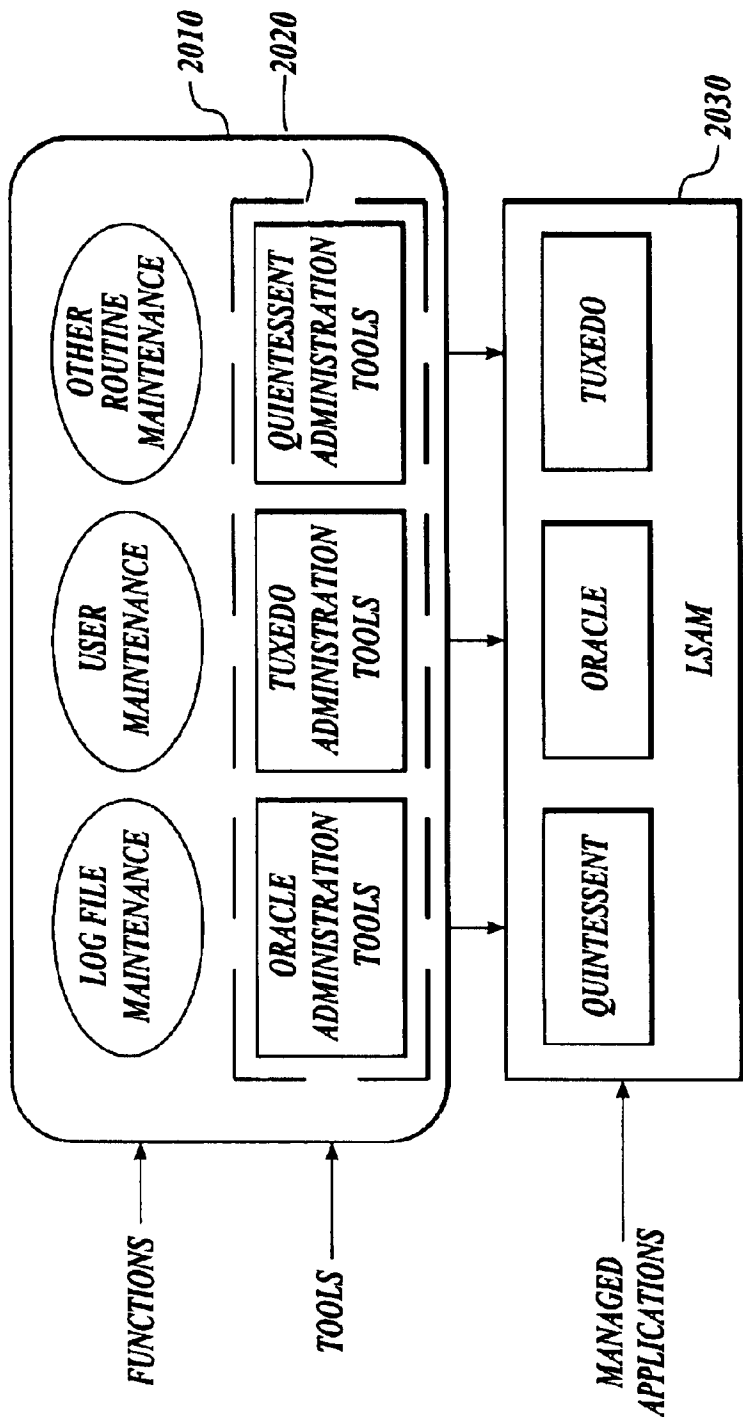 FUNCTIONS
LOG FILE
MAINTENANCE
USER
MAINTENANCE
OTHER
ROUTINE
MAINTENANCE
2010
TOOLS
ORACLE
ADMINISTRATION
TOOLS
TUXEDO
ADMINISTRATION
TOOLS
QUIENTESSENT
ADMINISTRATION
TOOLS
2020
MANAGED
APPLICATIONS
QUINTESSENT
ORACLE
TUXEDO
LSAM
2030